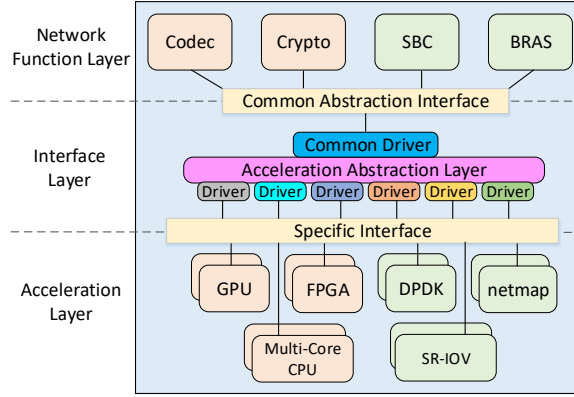 Network
Function Layer
Codec
Crypto
SBC
BRAS
Common Abstraction Interface
Interface
Layer
Common Driver
Acceleration Abstraction Layer
Driver
Driver
Driver
Driver
Driver
Driver
Specific Interface
Acceleration
Layer
GPU
FPGA
DPDK
netmap
Multi-Core
CPU
SR-IOV